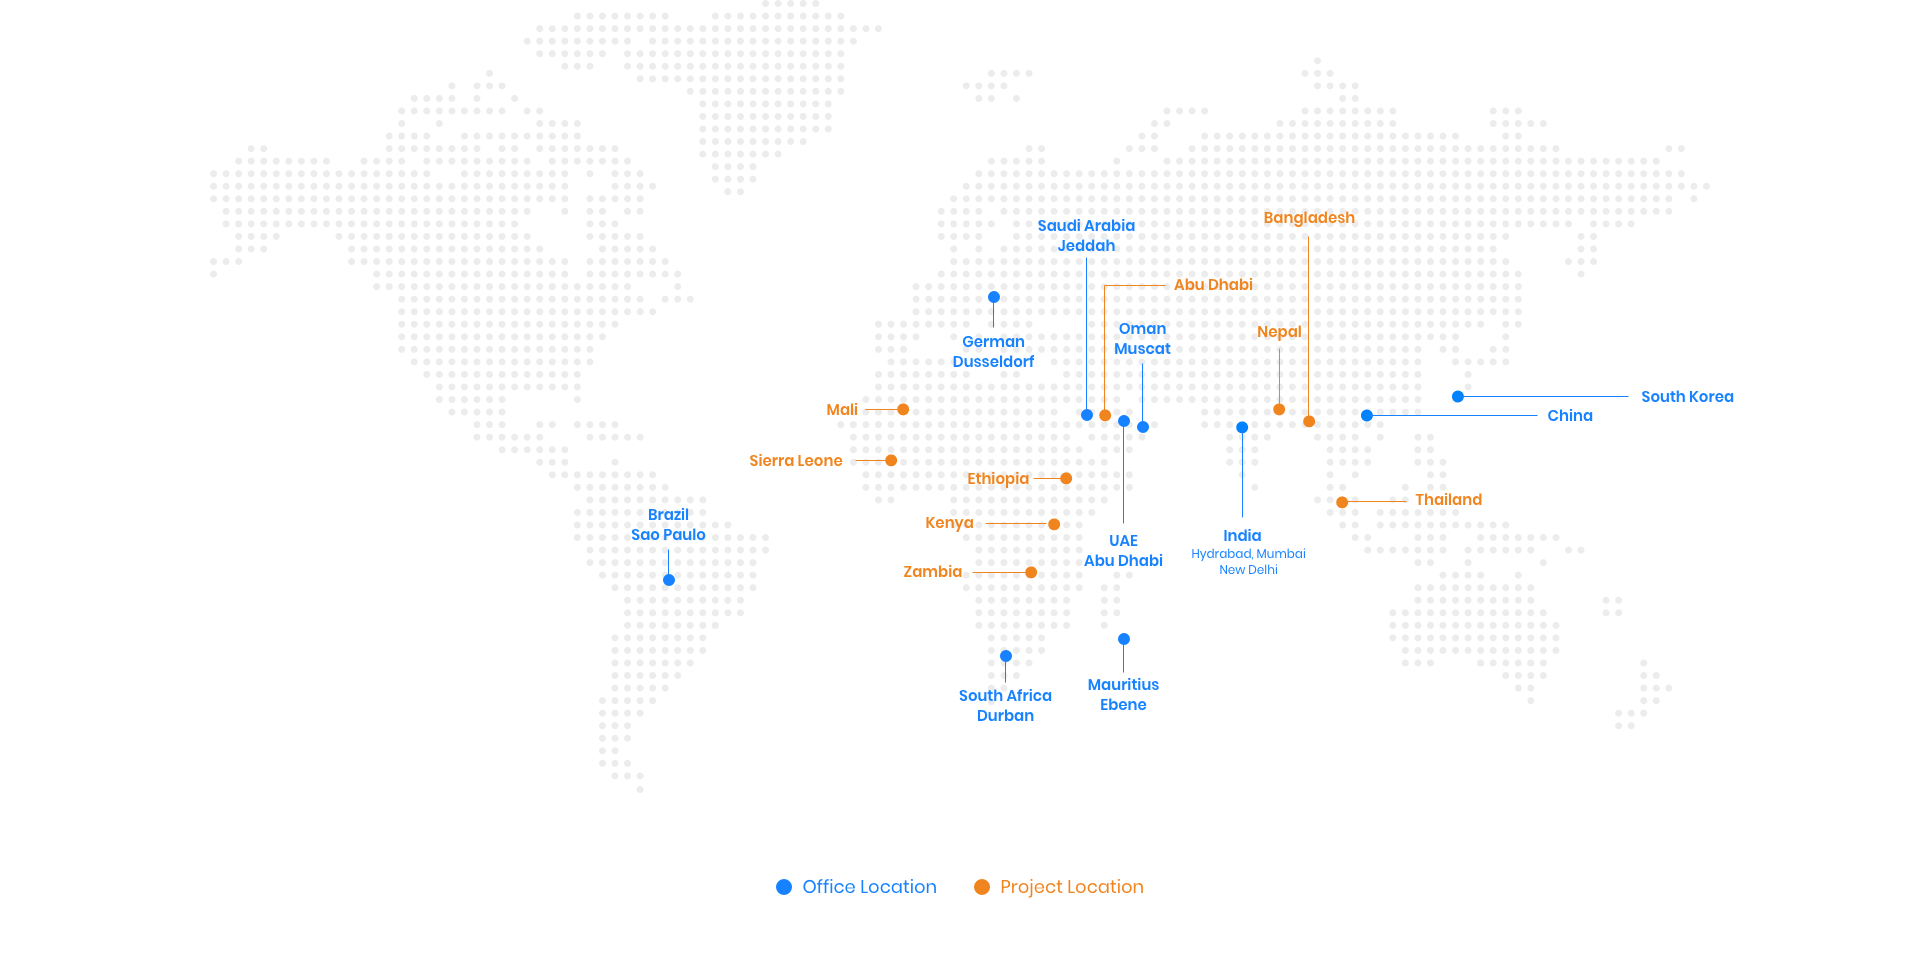 Bangladesh
Saudi Arabia
Jeddah
Abu Dhabi
Oman
Muscat
Nepal
German
Dusseldorf
South Korea
Mali
China
Sierra Leone
Ethiopia
Thailand
Brazil
Sao Paulo
Kenya
UAE
Abu Dhabi
India
Hydrabad, Mumbai
New Delhi
Zambia
Mauritius
Ebene
South Africa
Durban
Office Location
Project Location